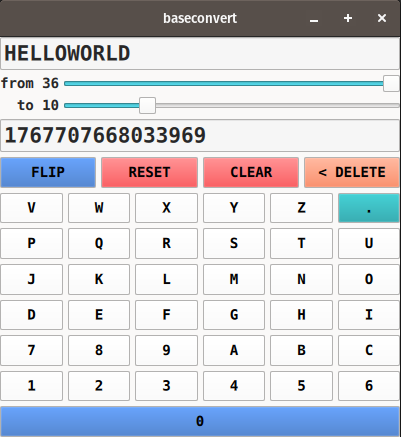 baseconvert
HELLOWORLD
from 36
to 10
1767707668033969
FLIP RESET CLEAR < DELETE
V W X Y Z .
P Q R S T U
J K L M N O
D E F G H I
7 8 9 A B C
1 2 3 4 5 6
0